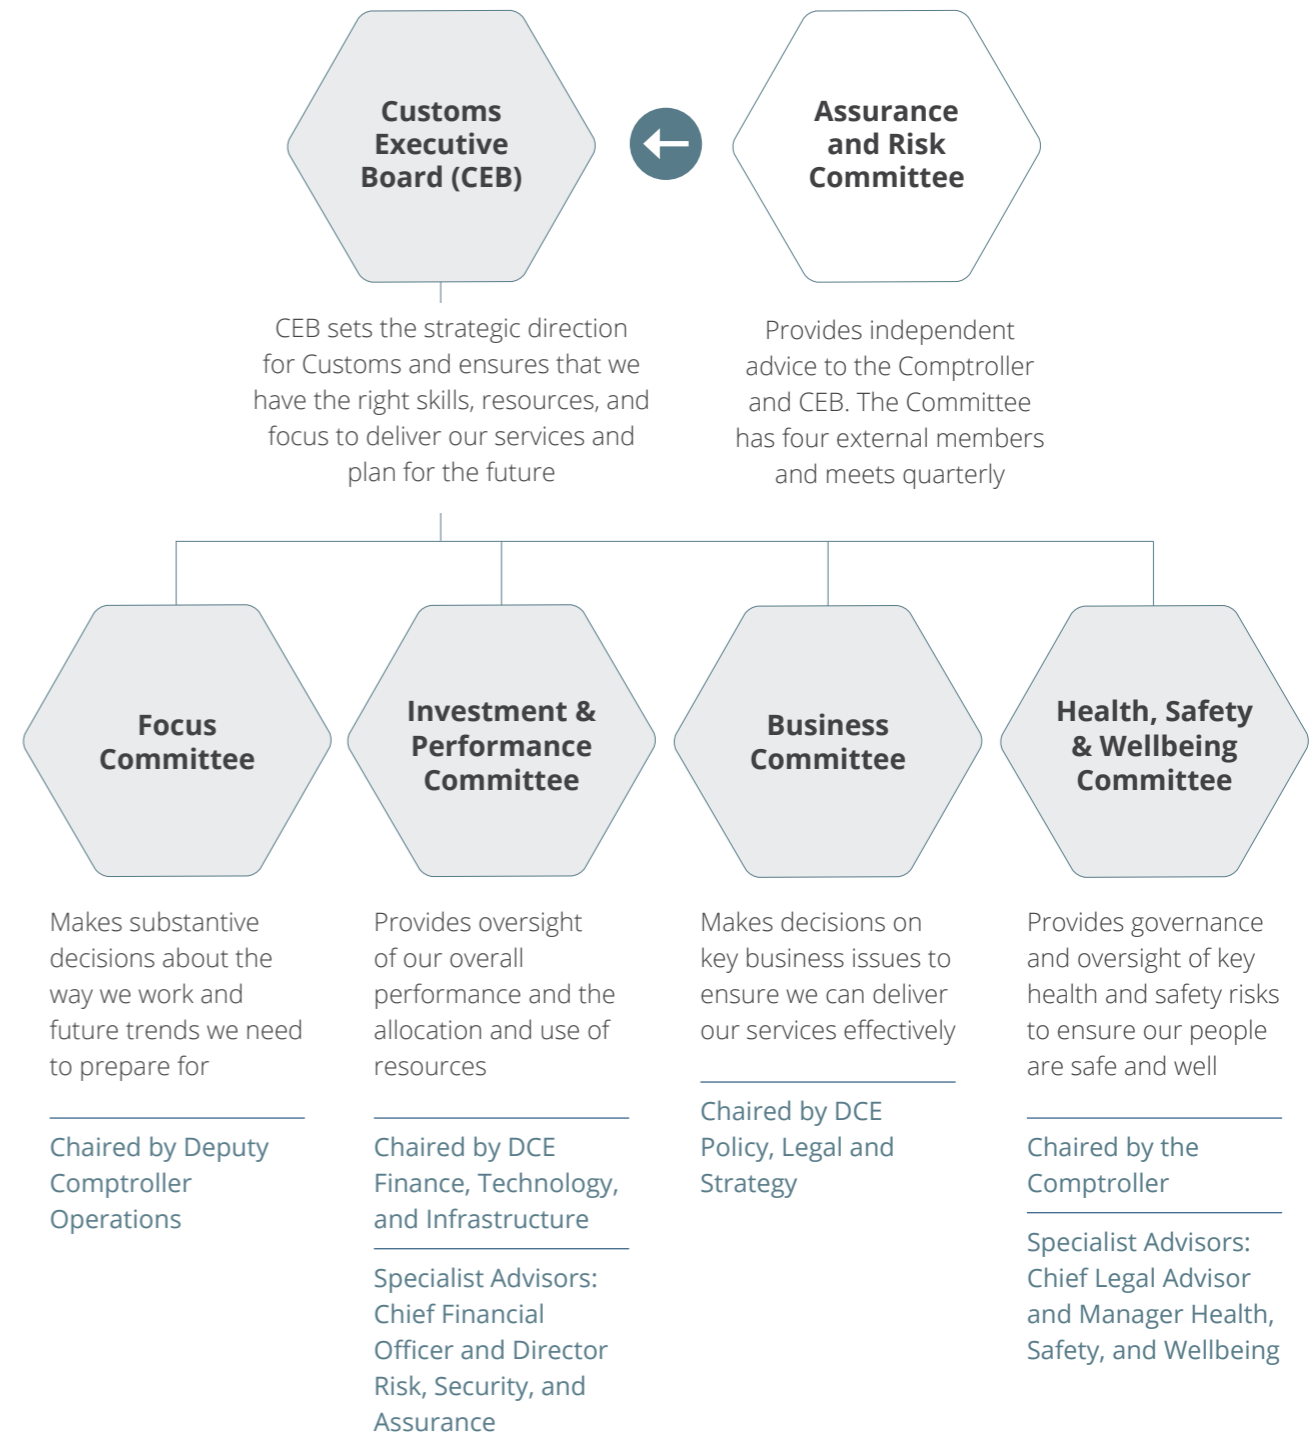 Customs
Executive
Board (CEB)
Assurance
and Risk
Committee
CEB sets the strategic direction
for Customs and ensures that we
have the right skills, resources, and
focus to deliver our services and
plan for the future
Provides independent
advice to the Comptroller
and CEB. The Committee
has four external members
and meets quarterly
Focus
Committee
Investment &
Performance
Committee
Business
Committee
Health, Safety
& Wellbeing
Committee
Makes substantive
decisions about the
way we work and
future trends we need
to prepare for
Chaired by Deputy
Comptroller
Operations
Provides oversight
of our overall
performance and the
allocation and use of
resources
Chaired by DCE
Finance, Technology,
and Infrastructure
Specialist Advisors:
Chief Financial
Officer and Director
Risk, Security, and
Assurance
Makes decisions on
key business issues to
ensure we can deliver
our services effectively
Chaired by DCE
Policy, Legal and
Strategy
Provides governance
and oversight of key
health and safety risks
to ensure our people
are safe and well
Chaired by the
Comptroller
Specialist Advisors:
Chief Legal Advisor
and Manager Health,
Safety, and Wellbeing